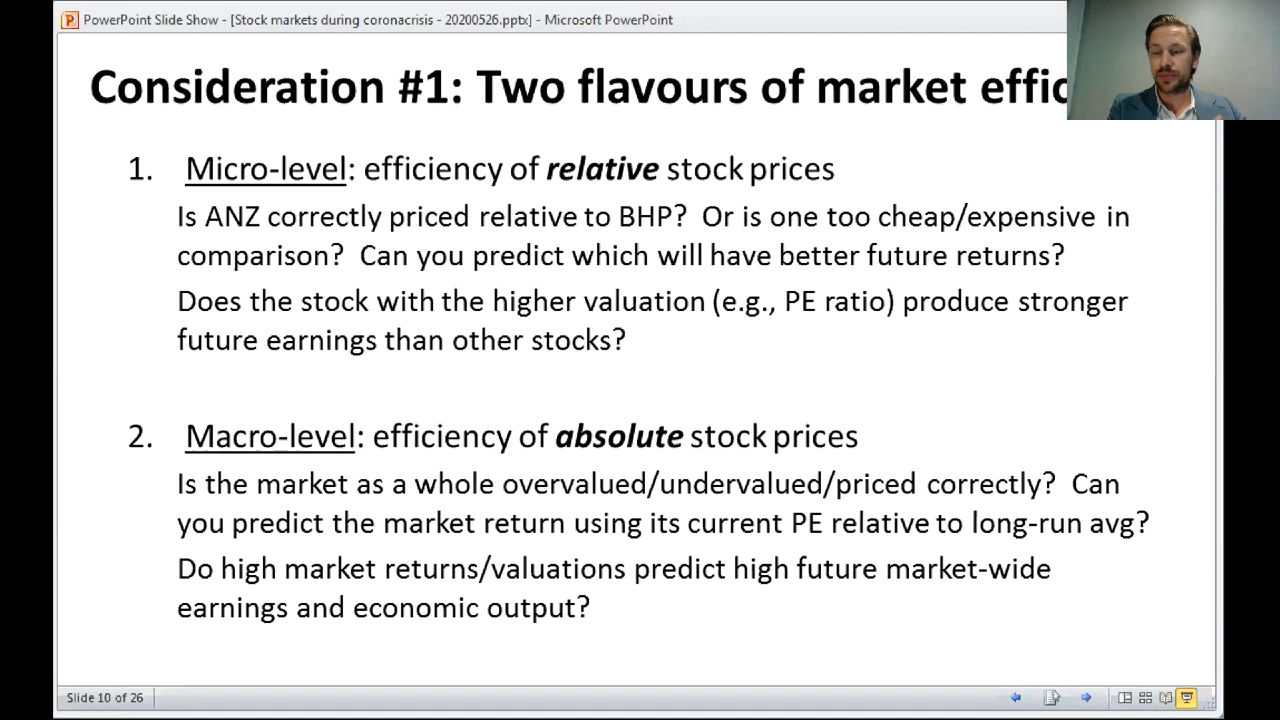 PowerPoint Slide Show - [Stock markets during coronacrisis - 20200526.pptx] - Microsoft PowerPoint
Consideration #1: Two flavours of market
1. Micro-level: efficiency of relative stock prices
Is ANZ correctly priced relative to BHP? Or is one too cheap/expensive in
comparison? Can you predict which will have better future returns?
Does the stock with the higher valuation (e.g., PE ratio) produce stronger
future earnings than other stocks?
2. Macro-level: efficiency of absolute stock prices
Is the market as a whole overvalued/undervalued/priced correctly? Can
you predict the market return using its current PE relative to long-run avg?
Do high market returns/valuations predict high future market-wide
earnings and economic output?
Slide 10 of 26